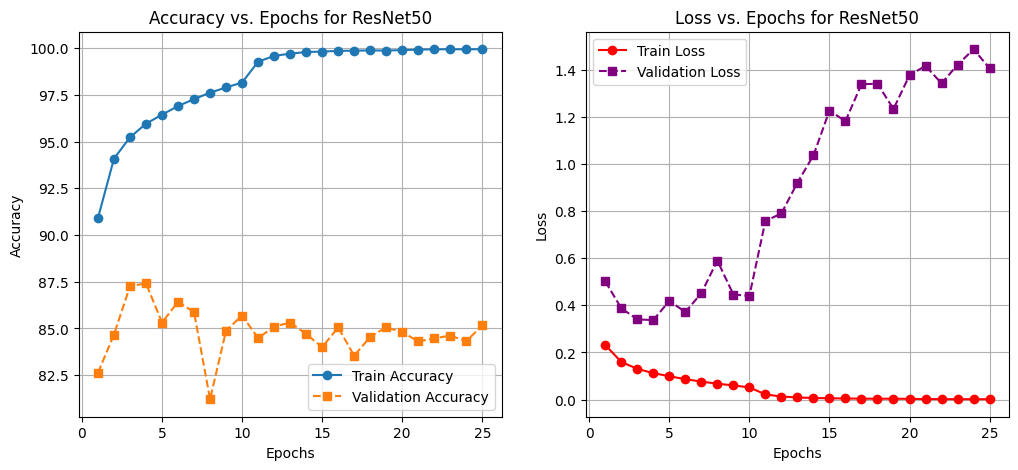 Accuracy vs. Epochs for ResNet50
100.0
97.5
95.0
92.5
90.0
87.5
85.0
82.5
Accuracy
0
5
10
15
20
25
Epochs
Train Accuracy
Validation Accuracy
Loss vs. Epochs for ResNet50
Train Loss
Validation Loss
1.4
1.2
1.0
0.8
0.6
0.4
0.2
0.0
Loss
0
5
10
15
20
25
Epochs